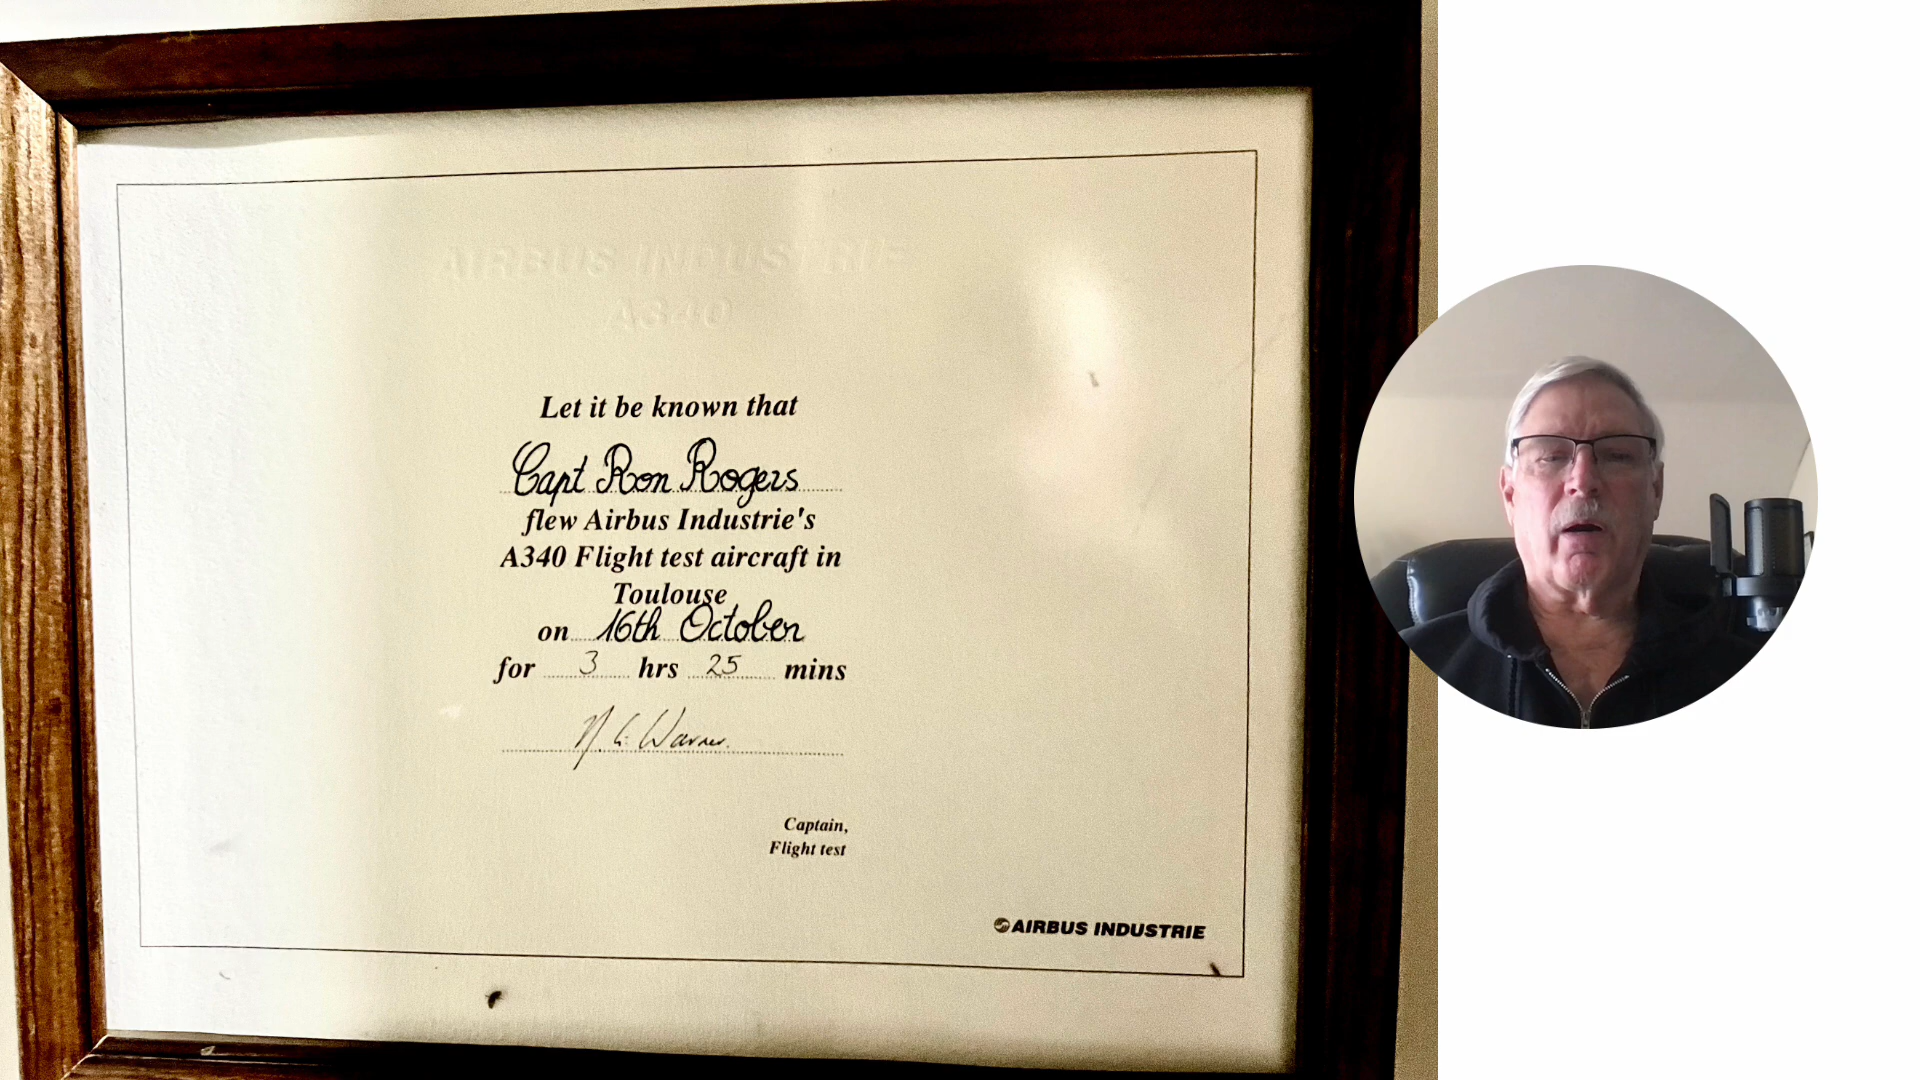 AIRBUS INDUSTRIE
A340
Let it be known that
Capt Ron Rogers
flew Airbus Industrie's
A340 Flight test aircraft in
Toulouse
on 16th October
for 3 hrs 25 mins
N. G. Warner.
Captain,
Flight test
AIRBUS INDUSTRIE